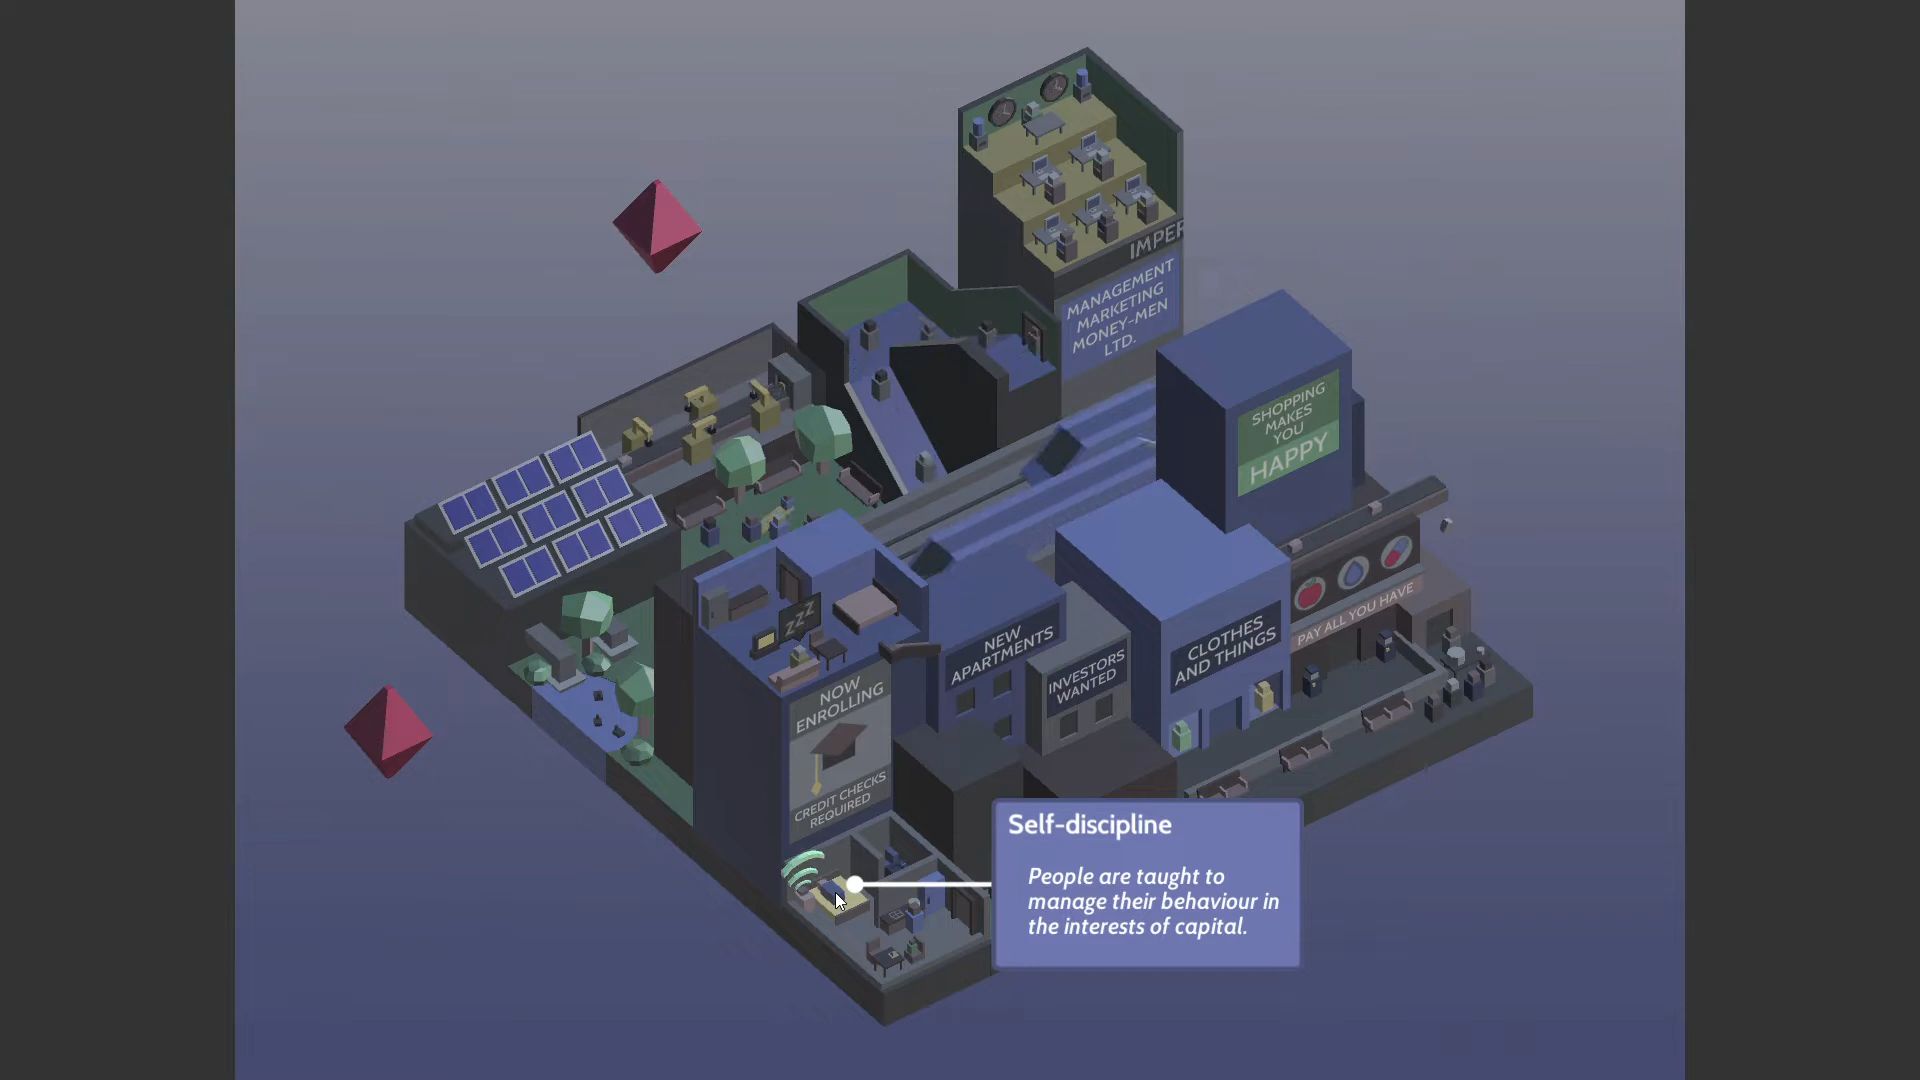 IMPER
MANAGEMENT
MARKETING
MONEY-MEN
LTD.
SHOPPING
MAKES
YOU
HAPPY
ZZZ
NEW
APARTMENTS
INVESTORS
WANTED
CLOTHES
AND THINGS
PAY ALL YOU HAVE
NOW
ENROLLING
CREDIT CHECKS
REQUIRED
Self-discipline
People are taught to
manage their behaviour in
the interests of capital.